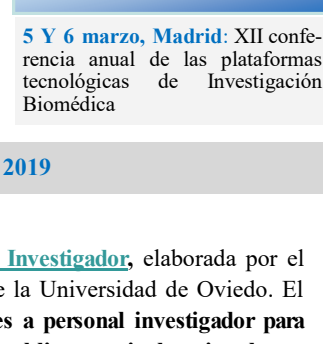 5 Y 6 marzo, Madrid: XII confe-
rencia anual de las plataformas
tecnológicas de Investigación
Biomédica
2019
Investigador, elaborada por el
la Universidad de Oviedo. El
a personal investigador para